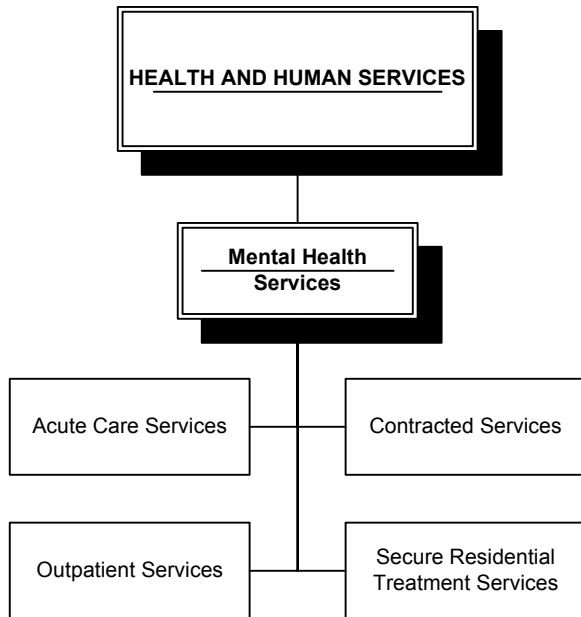 HEALTH AND HUMAN SERVICES
Mental Health
Services
Acute Care Services
Contracted Services
Outpatient Services
Secure Residential
Treatment Services